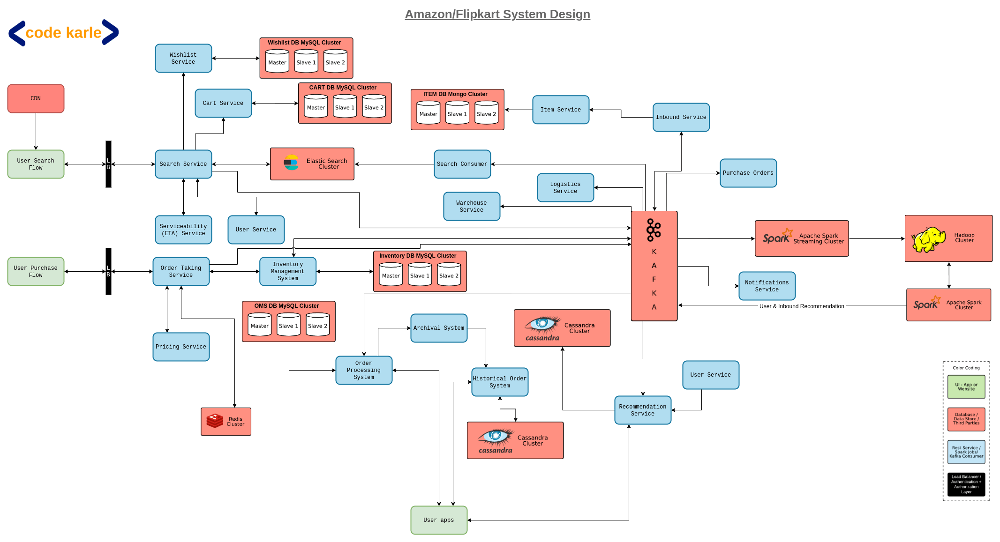 Amazon/Flipkart System Design
code karle
Wishlist DB MySQL Cluster
Master
Slave 1
Slave 2
Wishlist
Service
CART DB MySQL Cluster
Master
Slave 1
Slave 2
CDN
Cart Service
ITEM DB Mongo Cluster
Master
Slave 1
Slave 2
Item Service
Inbound Service
User Search
Flow
L
B
Search Service
Elastic Search
Cluster
Search Consumer
Purchase Orders
Logistics
Service
Warehouse
Service
Serviceability
(ETA) Service
User Service
K
A
F
K
A
Spark
Apache Spark
Streaming Cluster
Hadoop
Cluster
User Purchase
Flow
L
B
Order Taking
Service
Inventory
Management
System
Inventory DB MySQL Cluster
Master
Slave 1
Slave 2
Notifications
Service
User & Inbound Recommendation
Spark
Apache Spark
Cluster
OMS DB MySQL Cluster
Master
Slave 1
Slave 2
Archival System
cassandra
Cassandra
Cluster
Pricing Service
Order
Processing
System
Historical Order
System
User Service
Recommendation
Service
Redis
Cluster
cassandra
Cassandra
Cluster
User apps
Color Coding
UI - App or
Website
Database /
Data Store /
Third Parties
Rest Service /
Spark Jobs/
Kafka Consumer
Load Balancer /
Authentication +
Authorization
Layer